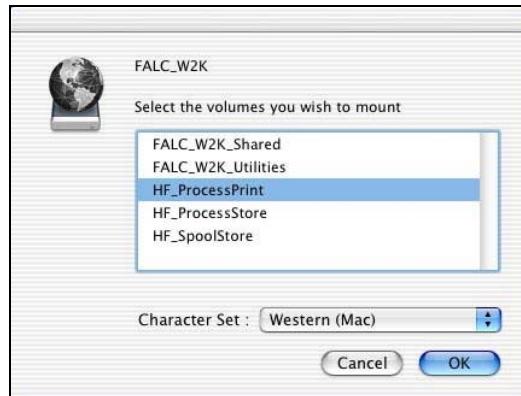 FALC_W2K
Select the volumes you wish to mount
FALC_W2K_Shared
FALC_W2K_Utilities
HF_ProcessPrint
HF_ProcessStore
HF_SpoolStore
Character Set : Western (Mac)
Cancel OK